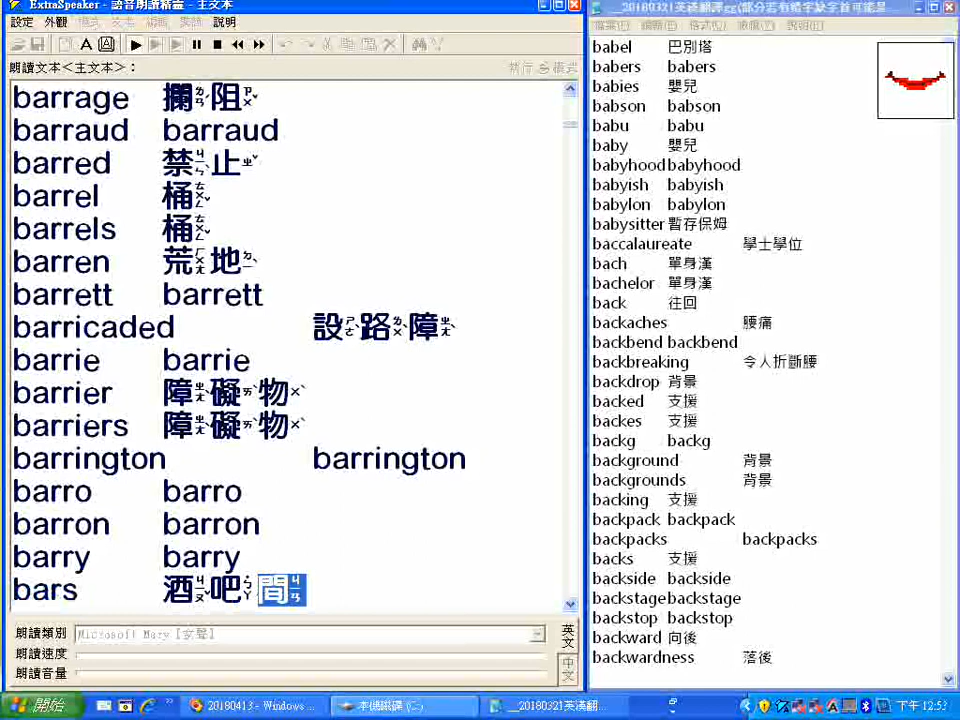 ExtraSpeaker - 語音朗讀精靈 - 主文本
設定 外觀 說明
朗讀文本<主文本>：
barrage 攔阻
barraud barraud
barred 禁止
barrel 桶
barrels 桶
barren 荒地
barrett barrett
barricaded 設路障
barrie barrie
barrier 障礙物
barriers 障礙物
barrington barrington
barro barro
barron barron
barry barry
bars 酒吧間
朗讀類別 Microsoft Mary【女聲】
朗讀速度
朗讀音量
英文
中文
babel 巴別塔
babers babers
babies 嬰兒
babson babson
babu babu
baby 嬰兒
babyhood babyhood
babyish babyish
babylon babylon
babysitter 暫存保姆
baccalaureate 學士學位
bach 單身漢
bachelor 單身漢
back 往回
backaches 腰痛
backbend backbend
backbreaking 令人折斷腰
backdrop 背景
backed 支援
backes 支援
backg backg
background 背景
backgrounds 背景
backing 支援
backpack backpack
backpacks backpacks
backs 支援
backside backside
backstage backstage
backstop backstop
backward 向後
backwardness 落後
開始
20180413 - Windows ...
__20180321英漢翻...
下午 12:53